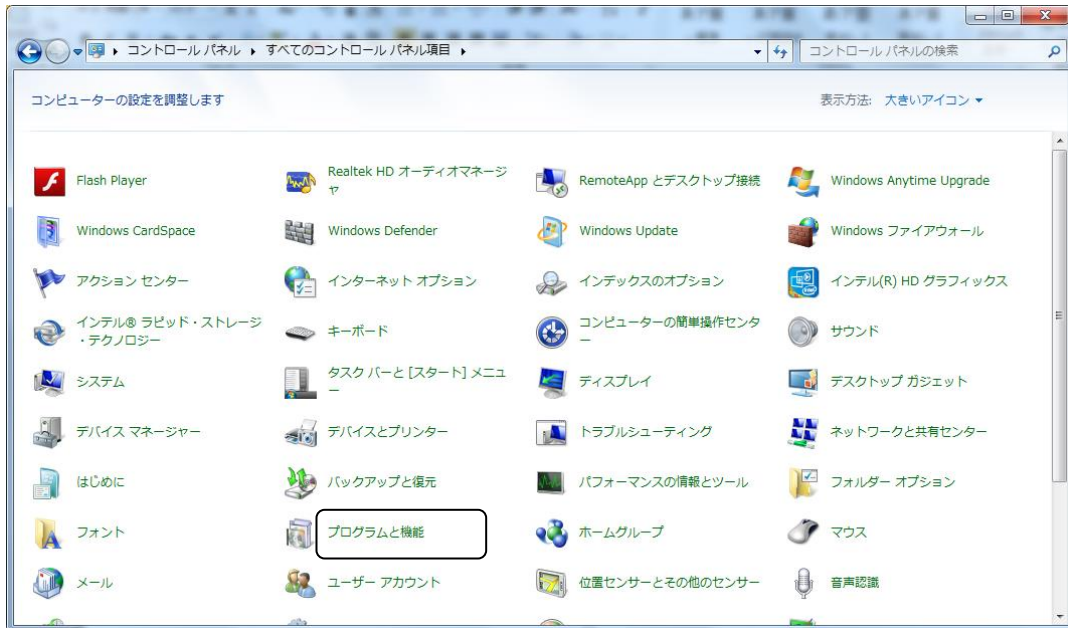 コントロール パネル ▸ すべてのコントロール パネル項目 ▸
コントロール パネルの検索
コンピューターの設定を調整します
表示方法: 大きいアイコン
Flash Player
Realtek HD オーディオマネージ
ャ
RemoteApp とデスクトップ接続
Windows Anytime Upgrade
Windows CardSpace
Windows Defender
Windows Update
Windows ファイアウォール
アクション センター
インターネット オプション
インデックスのオプション
インテル(R) HD グラフィックス
インテル® ラピッド・ストレージ
・テクノロジー
キーボード
コンピューターの簡単操作センタ
ー
サウンド
システム
タスク バーと [スタート] メニュ
ー
ディスプレイ
デスクトップ ガジェット
デバイス マネージャー
デバイスとプリンター
トラブルシューティング
ネットワークと共有センター
はじめに
バックアップと復元
パフォーマンスの情報とツール
フォルダー オプション
フォント
プログラムと機能
ホームグループ
マウス
メール
ユーザー アカウント
位置センサーとその他のセンサー
音声認識